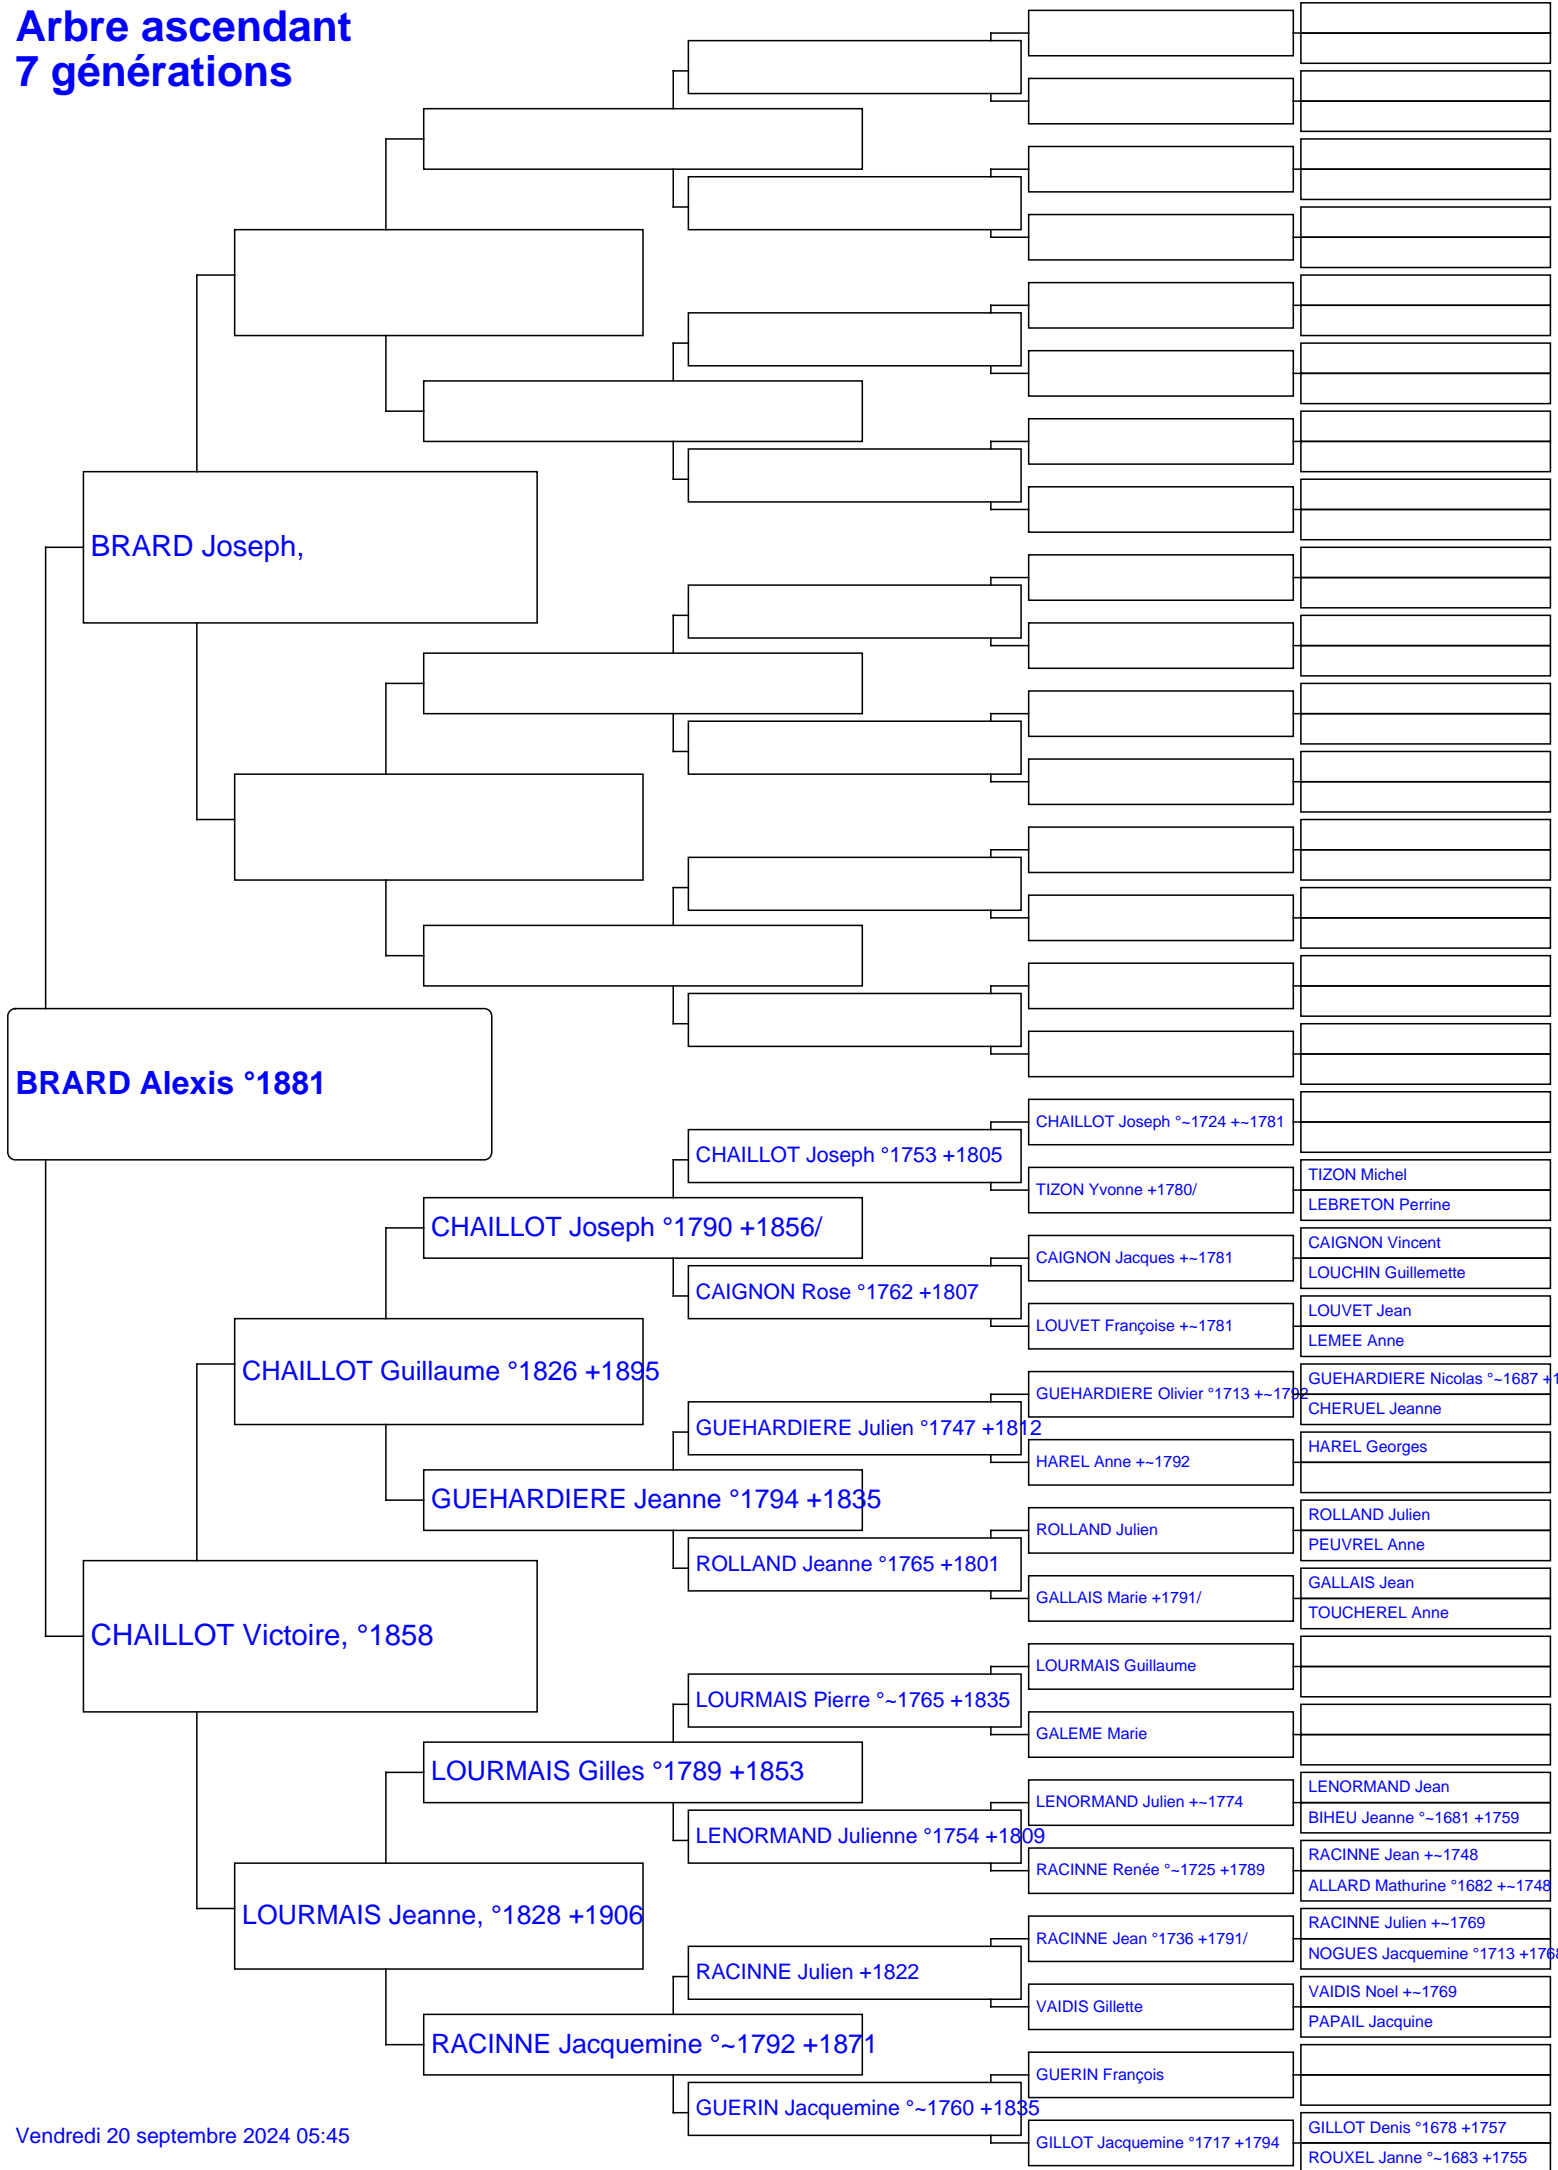 Arbre ascendant
7 générations
BRARD Joseph,
BRARD Alexis °1881
CHAILLOT Joseph °~1724 +~1781
CHAILLOT Joseph °1753 +1805
TIZON Michel
TIZON Yvonne +1780/
LEBRETON Perrine
CHAILLOT Joseph °1790 +1856/
CAIGNON Vincent
CAIGNON Jacques +~1781
LOUCHIN Guillemette
CAIGNON Rose °1762 +1807
LOUVET Jean
LOUVET Françoise +~1781
LEMEE Anne
CHAILLOT Guillaume °1826 +1895
GUEHARDIERE Nicolas °~1687 +1
GUEHARDIERE Olivier °1713 +~1792
CHERUEL Jeanne
GUEHARDIERE Julien °1747 +1812
HAREL Georges
HAREL Anne +~1792
GUEHARDIERE Jeanne °1794 +1835
ROLLAND Julien
ROLLAND Julien
PEUVREL Anne
ROLLAND Jeanne °1765 +1801
GALLAIS Jean
GALLAIS Marie +1791/
TOUCHEREL Anne
CHAILLOT Victoire, °1858
LOURMAIS Guillaume
LOURMAIS Pierre °~1765 +1835
GALEME Marie
LOURMAIS Gilles °1789 +1853
LENORMAND Jean
LENORMAND Julien +~1774
BIHEU Jeanne °~1681 +1759
LENORMAND Julienne °1754 +1809
RACINNE Jean +~1748
RACINNE Renée °~1725 +1789
ALLARD Mathurine °1682 +~1748
LOURMAIS Jeanne, °1828 +1906
RACINNE Julien +~1769
RACINNE Jean °1736 +1791/
NOGUES Jacquemine °1713 +1768
RACINNE Julien +1822
VAIDIS Noel +~1769
VAIDIS Gillette
PAPAIL Jacquine
RACINNE Jacquemine °~1792 +1871
GUERIN François
GUERIN Jacquemine °~1760 +1835
GILLOT Denis °1678 +1757
GILLOT Jacquemine °1717 +1794
ROUXEL Janne °~1683 +1755
Vendredi 20 septembre 2024 05:45